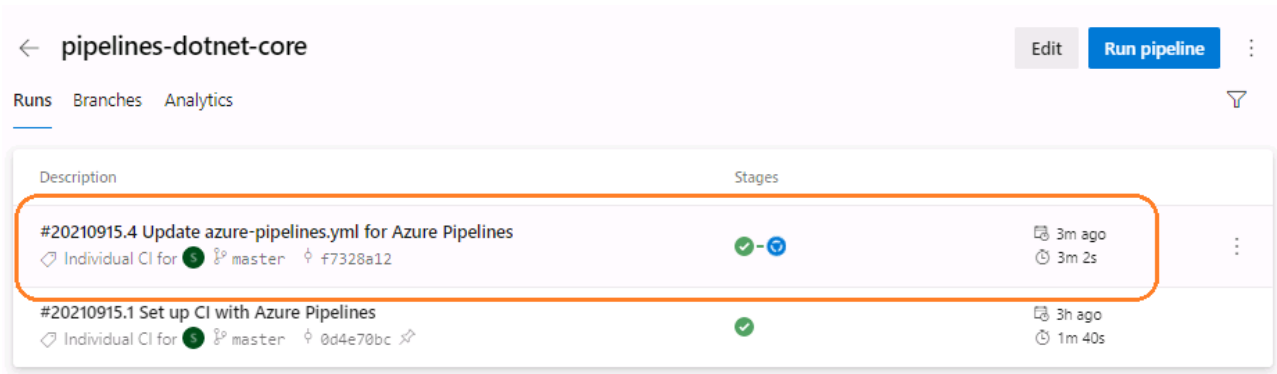 pipelines-dotnet-core
Edit
Run pipeline
Runs Branches Analytics
Description Stages
#20210915.4 Update azure-pipelines.yml for Azure Pipelines
Individual CI for S master f7328a12
3m ago
3m 2s
#20210915.1 Set up CI with Azure Pipelines
Individual CI for S master 0d4e70bc
3h ago
1m 40s